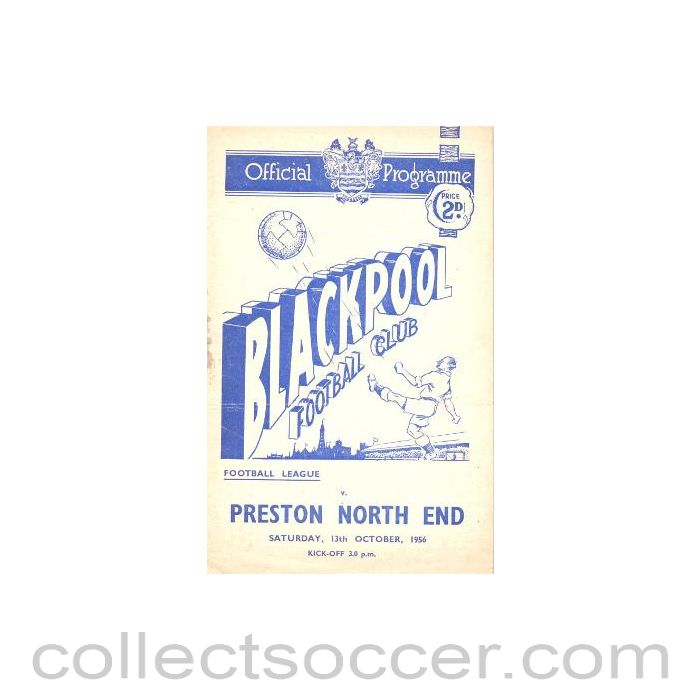 Official Programme
PRICE
2D.
BLACKPOOL
FOOTBALL CLUB
FOOTBALL LEAGUE
v.
PRESTON NORTH END
SATURDAY, 13th OCTOBER, 1956
KICK-OFF 3.0 p.m.
collectsoccer.com